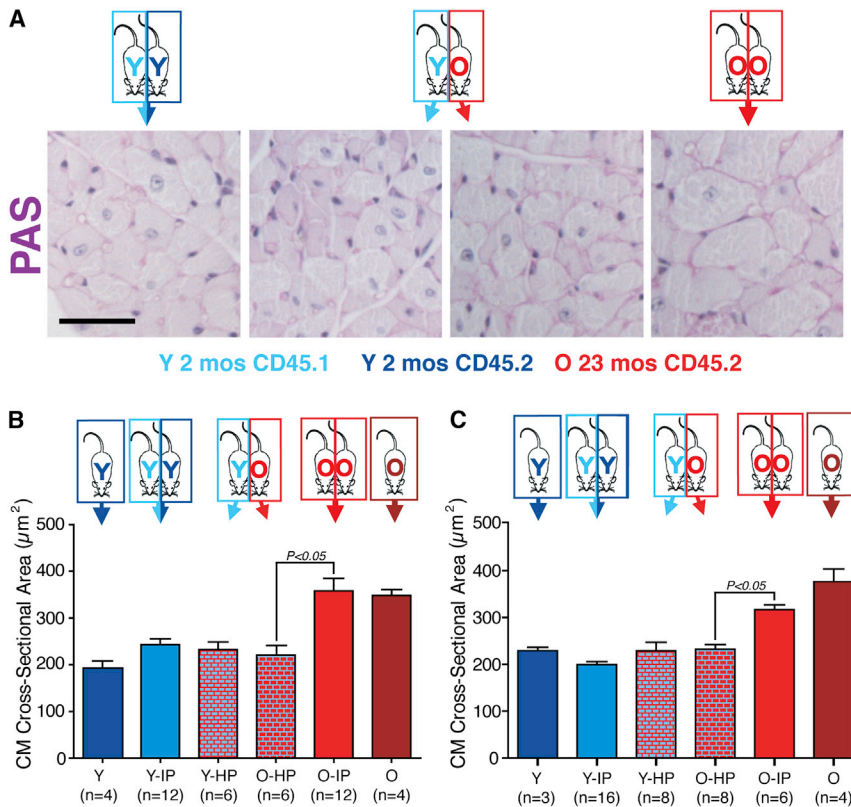 A
Y Y
Y O
O O
PAS
Y 2 mos CD45.1 Y 2 mos CD45.2 O 23 mos CD45.2
B
Y
Y Y
Y O
O O
O
CM Cross-Sectional Area (µm²)
500
400
300
200
100
0
P<0.05
Y Y-IP Y-HP O-HP O-IP O
(n=4) (n=12) (n=6) (n=6) (n=12) (n=4)
C
Y
Y Y
Y O
O O
O
CM Cross-Sectional Area (µm²)
500
400
300
200
100
0
P<0.05
Y Y-IP Y-HP O-HP O-IP O
(n=3) (n=16) (n=8) (n=8) (n=6) (n=4)